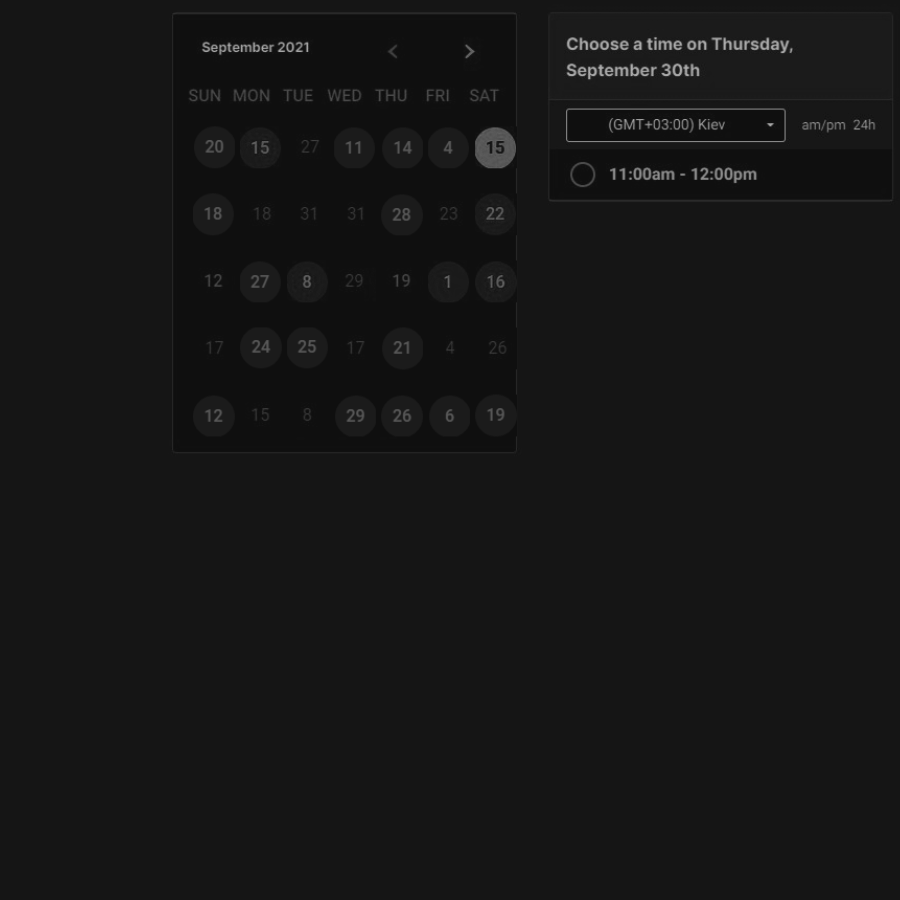 September 2021
SUN MON TUE WED THU FRI SAT
20 15 27 11 14 4 15
18 18 31 31 28 23 22
12 27 8 29 19 1 16
17 24 25 17 21 4 26
12 15 8 29 26 6 19
Choose a time on Thursday,
September 30th
(GMT+03:00) Kiev am/pm 24h
11:00am - 12:00pm